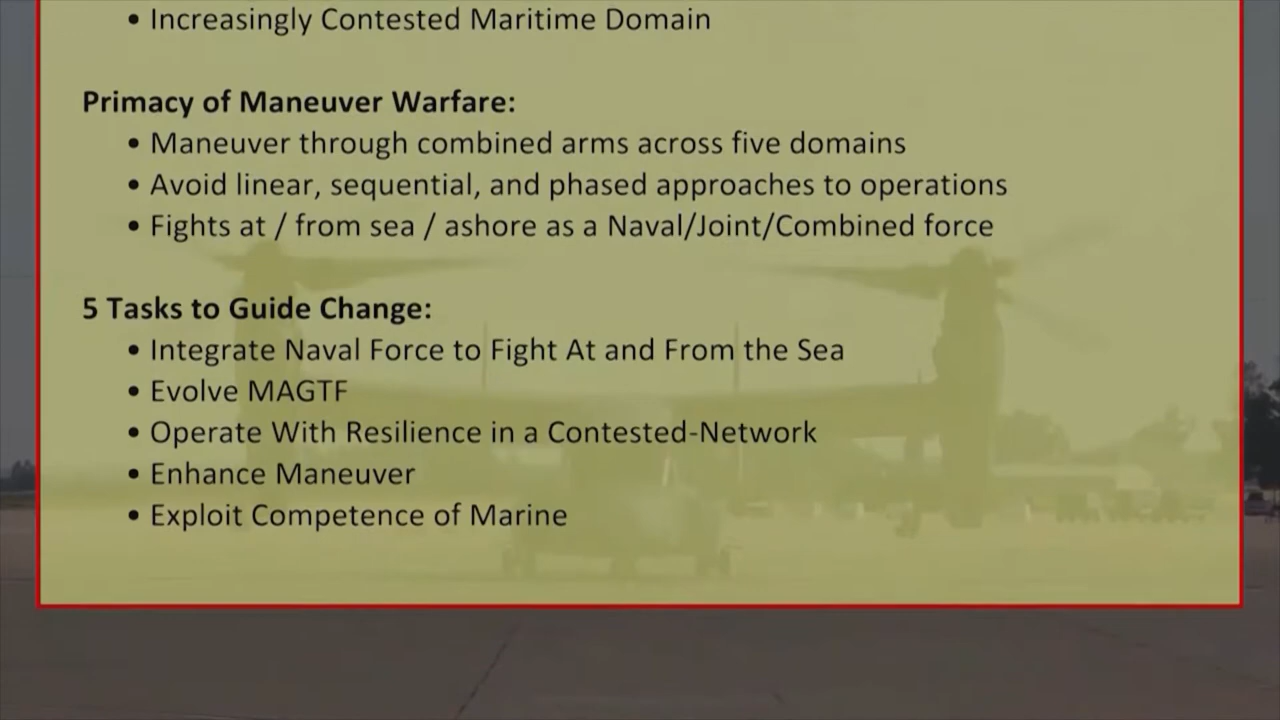 • Increasingly Contested Maritime Domain
Primacy of Maneuver Warfare:
• Maneuver through combined arms across five domains
• Avoid linear, sequential, and phased approaches to operations
• Fights at / from sea / ashore as a Naval/Joint/Combined force
5 Tasks to Guide Change:
• Integrate Naval Force to Fight At and From the Sea
• Evolve MAGTF
• Operate With Resilience in a Contested-Network
• Enhance Maneuver
• Exploit Competence of Marine